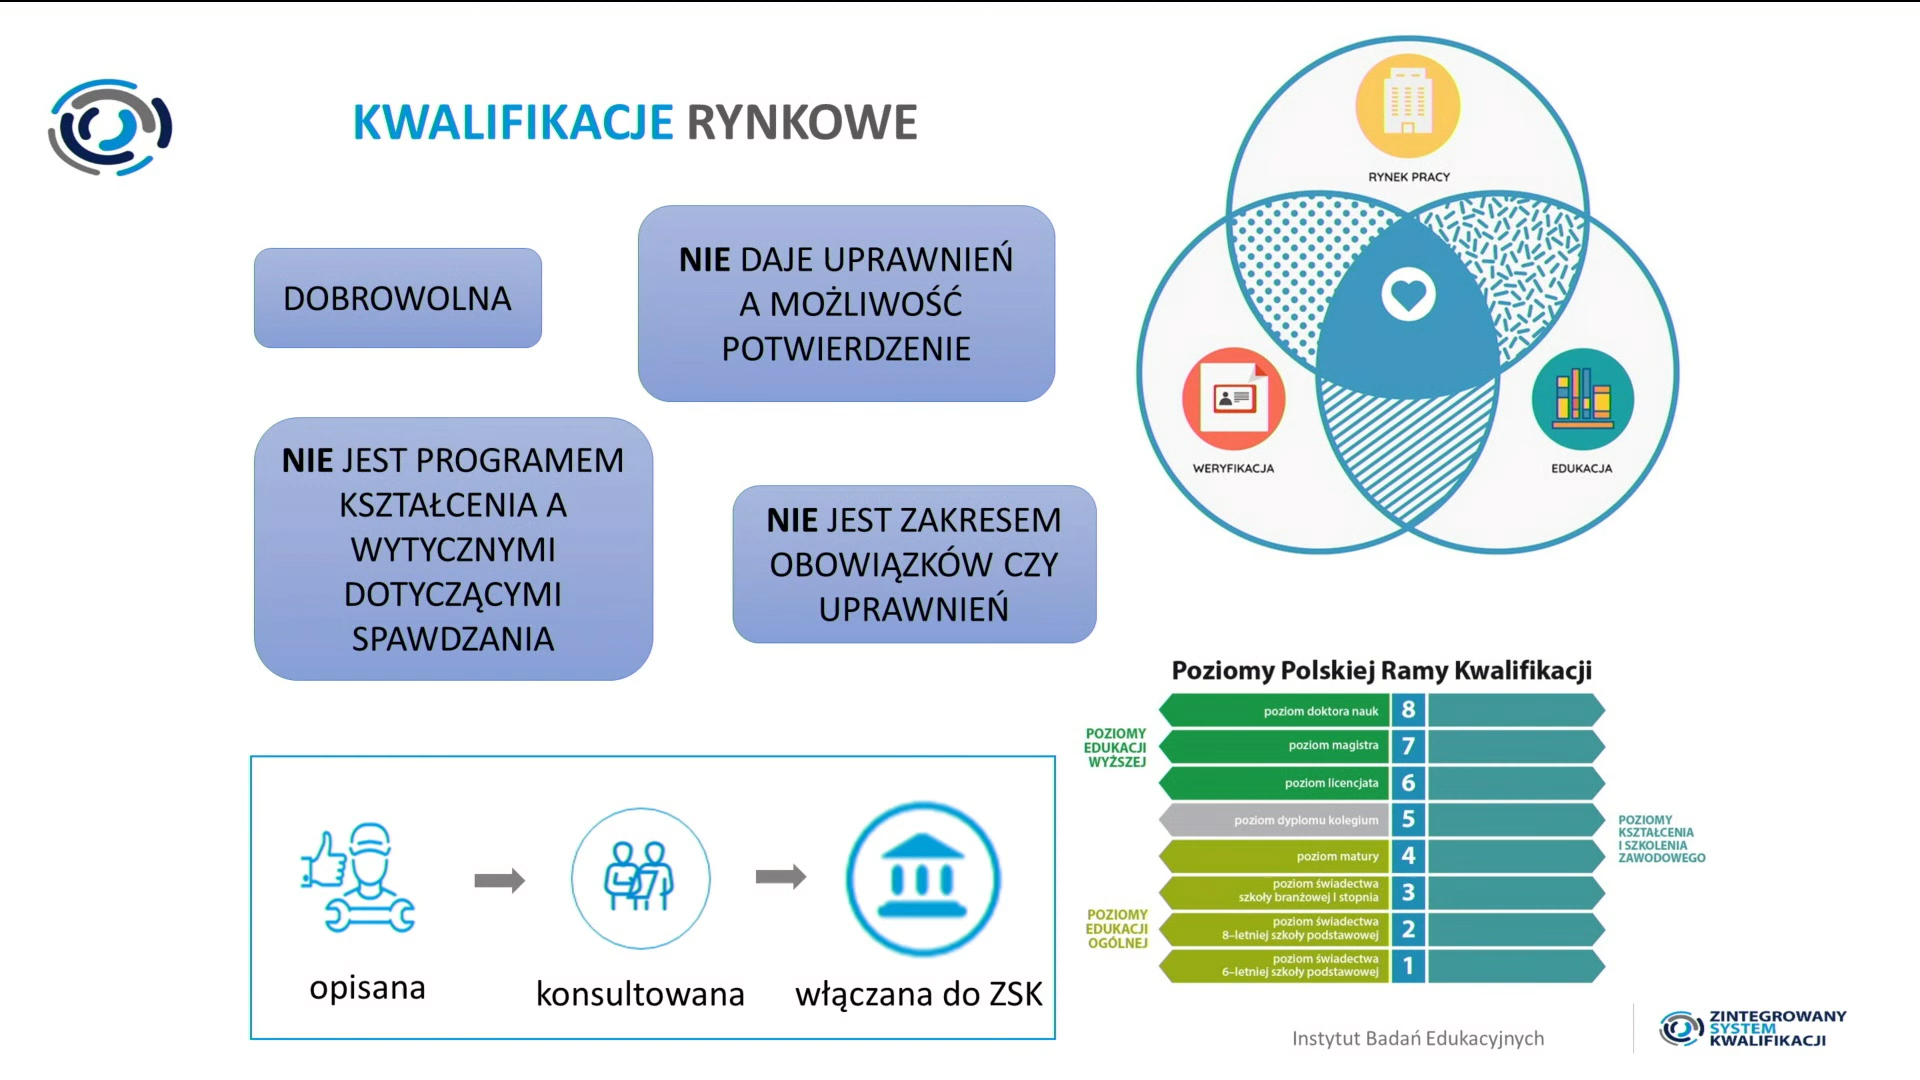 KWALIFIKACJE RYNKOWE
DOBROWOLNA
NIE DAJE UPRAWNIEŃ
A MOŻLIWOŚĆ
POTWIERDZENIE
NIE JEST PROGRAMEM
KSZTAŁCENIA A
WYTYCZNYMI
DOTYCZĄCYMI
SPAWDZANIA
NIE JEST ZAKRESEM
OBOWIĄZKÓW CZY
UPRAWNIEŃ
RYNEK PRACY
WERYFIKACJA
EDUKACJA
opisana
konsultowana
włączana do ZSK
Poziomy Polskiej Ramy Kwalifikacji
POZIOMY
EDUKACJI
WYŻSZEJ
poziom doktora nauk 8
poziom magistra 7
poziom licencjata 6
poziom dyplomu kolegium 5
poziom matury 4
poziom świadectwa
szkoły branżowej I stopnia 3
poziom świadectwa
8–letniej szkoły podstawowej 2
poziom świadectwa
6–letniej szkoły podstawowej 1
POZIOMY
EDUKACJI
OGÓLNEJ
POZIOMY
KSZTAŁCENIA
I SZKOLENIA
ZAWODOWEGO
Instytut Badań Edukacyjnych
ZINTEGROWANY
SYSTEM
KWALIFIKACJI